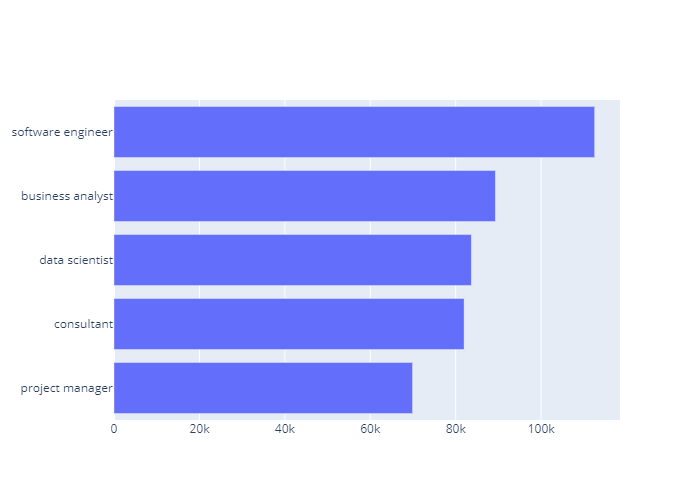 software engineer
business analyst
data scientist
consultant
project manager
0 20k 40k 60k 80k 100k